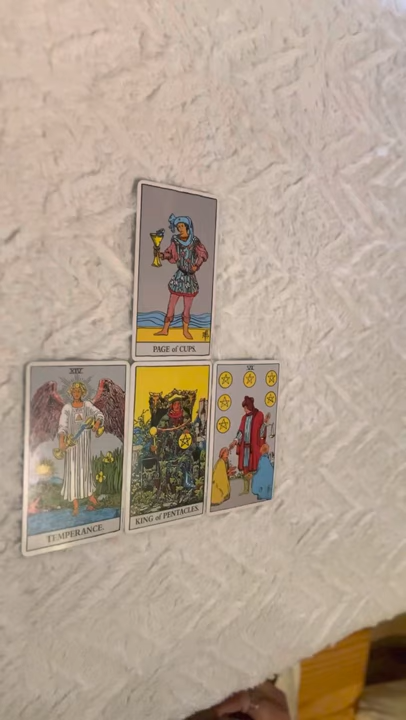 PAGE of CUPS.
XIV
TEMPERANCE.
KING of PENTACLES.
VI